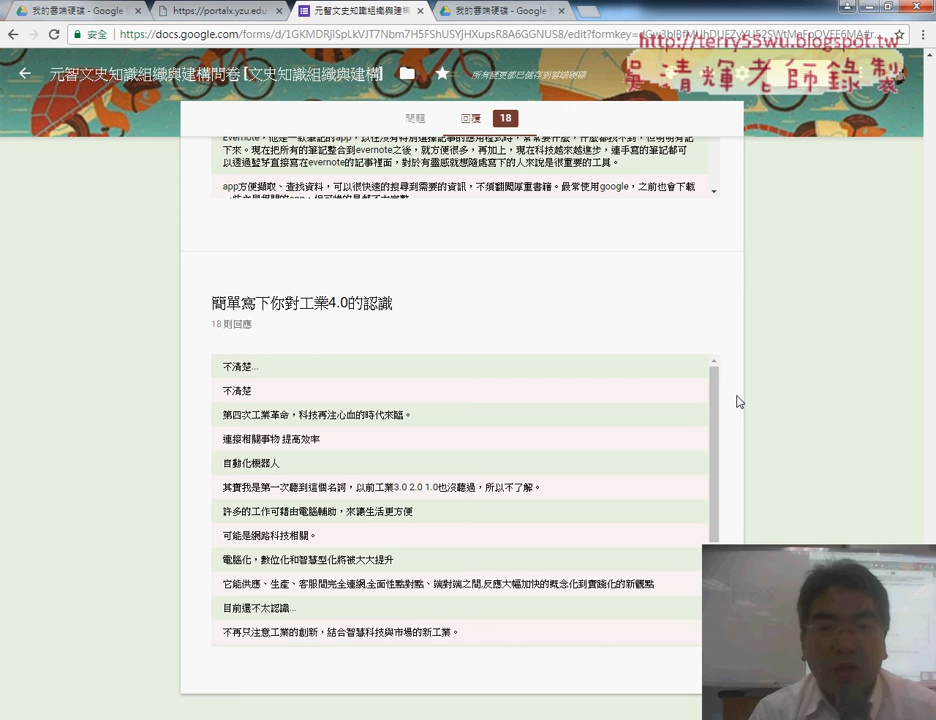 我的雲端硬碟 - Google
https://portalx.yzu.edu
元智文史知識組織與建構
我的雲端硬碟 - Google
安全
https://docs.google.com/forms/d/1GKMDRjiSpLkVJT7Nbm7H5FShUSYJHXupsR8A6GGNUS8/edit?formkey=
http://terry55wu.blogspot.tw
吳清輝老師錄製
元智文史知識組織與建構問卷 [文史知識組織與建構]
所有變更都已儲存到雲端硬碟
問題
回覆 18
下來。現在把所有的筆記整合到evernote之後，就方便很多，再加上，現在科技越來越進步，連手寫的筆記都可
以透過藍芽直接寫在evernote的記事裡面，對於有靈感就想隨處寫下的人來說是很重要的工具。
app方便擷取、查找資料，可以很快速的搜尋到需要的資訊，不須翻閱厚重書籍。最常使用google，之前也會下載
簡單寫下你對工業4.0的認識
18 則回應
不清楚...
不清楚
第四次工業革命，科技再注心血的時代來臨。
連接相關事物 提高效率
自動化機器人
其實我是第一次聽到這個名詞，以前工業3.0 2.0 1.0也沒聽過，所以不了解。
許多的工作可藉由電腦輔助，來讓生活更方便
可能是網路科技相關。
電腦化，數位化和智慧型化將被大大提升
它能供應、生產、客服間完全連網,全面性點對點、端對端之間,反應大幅加快的概念化到實踐化的新觀點
目前還不太認識...
不再只注意工業的創新，結合智慧科技與市場的新工業。